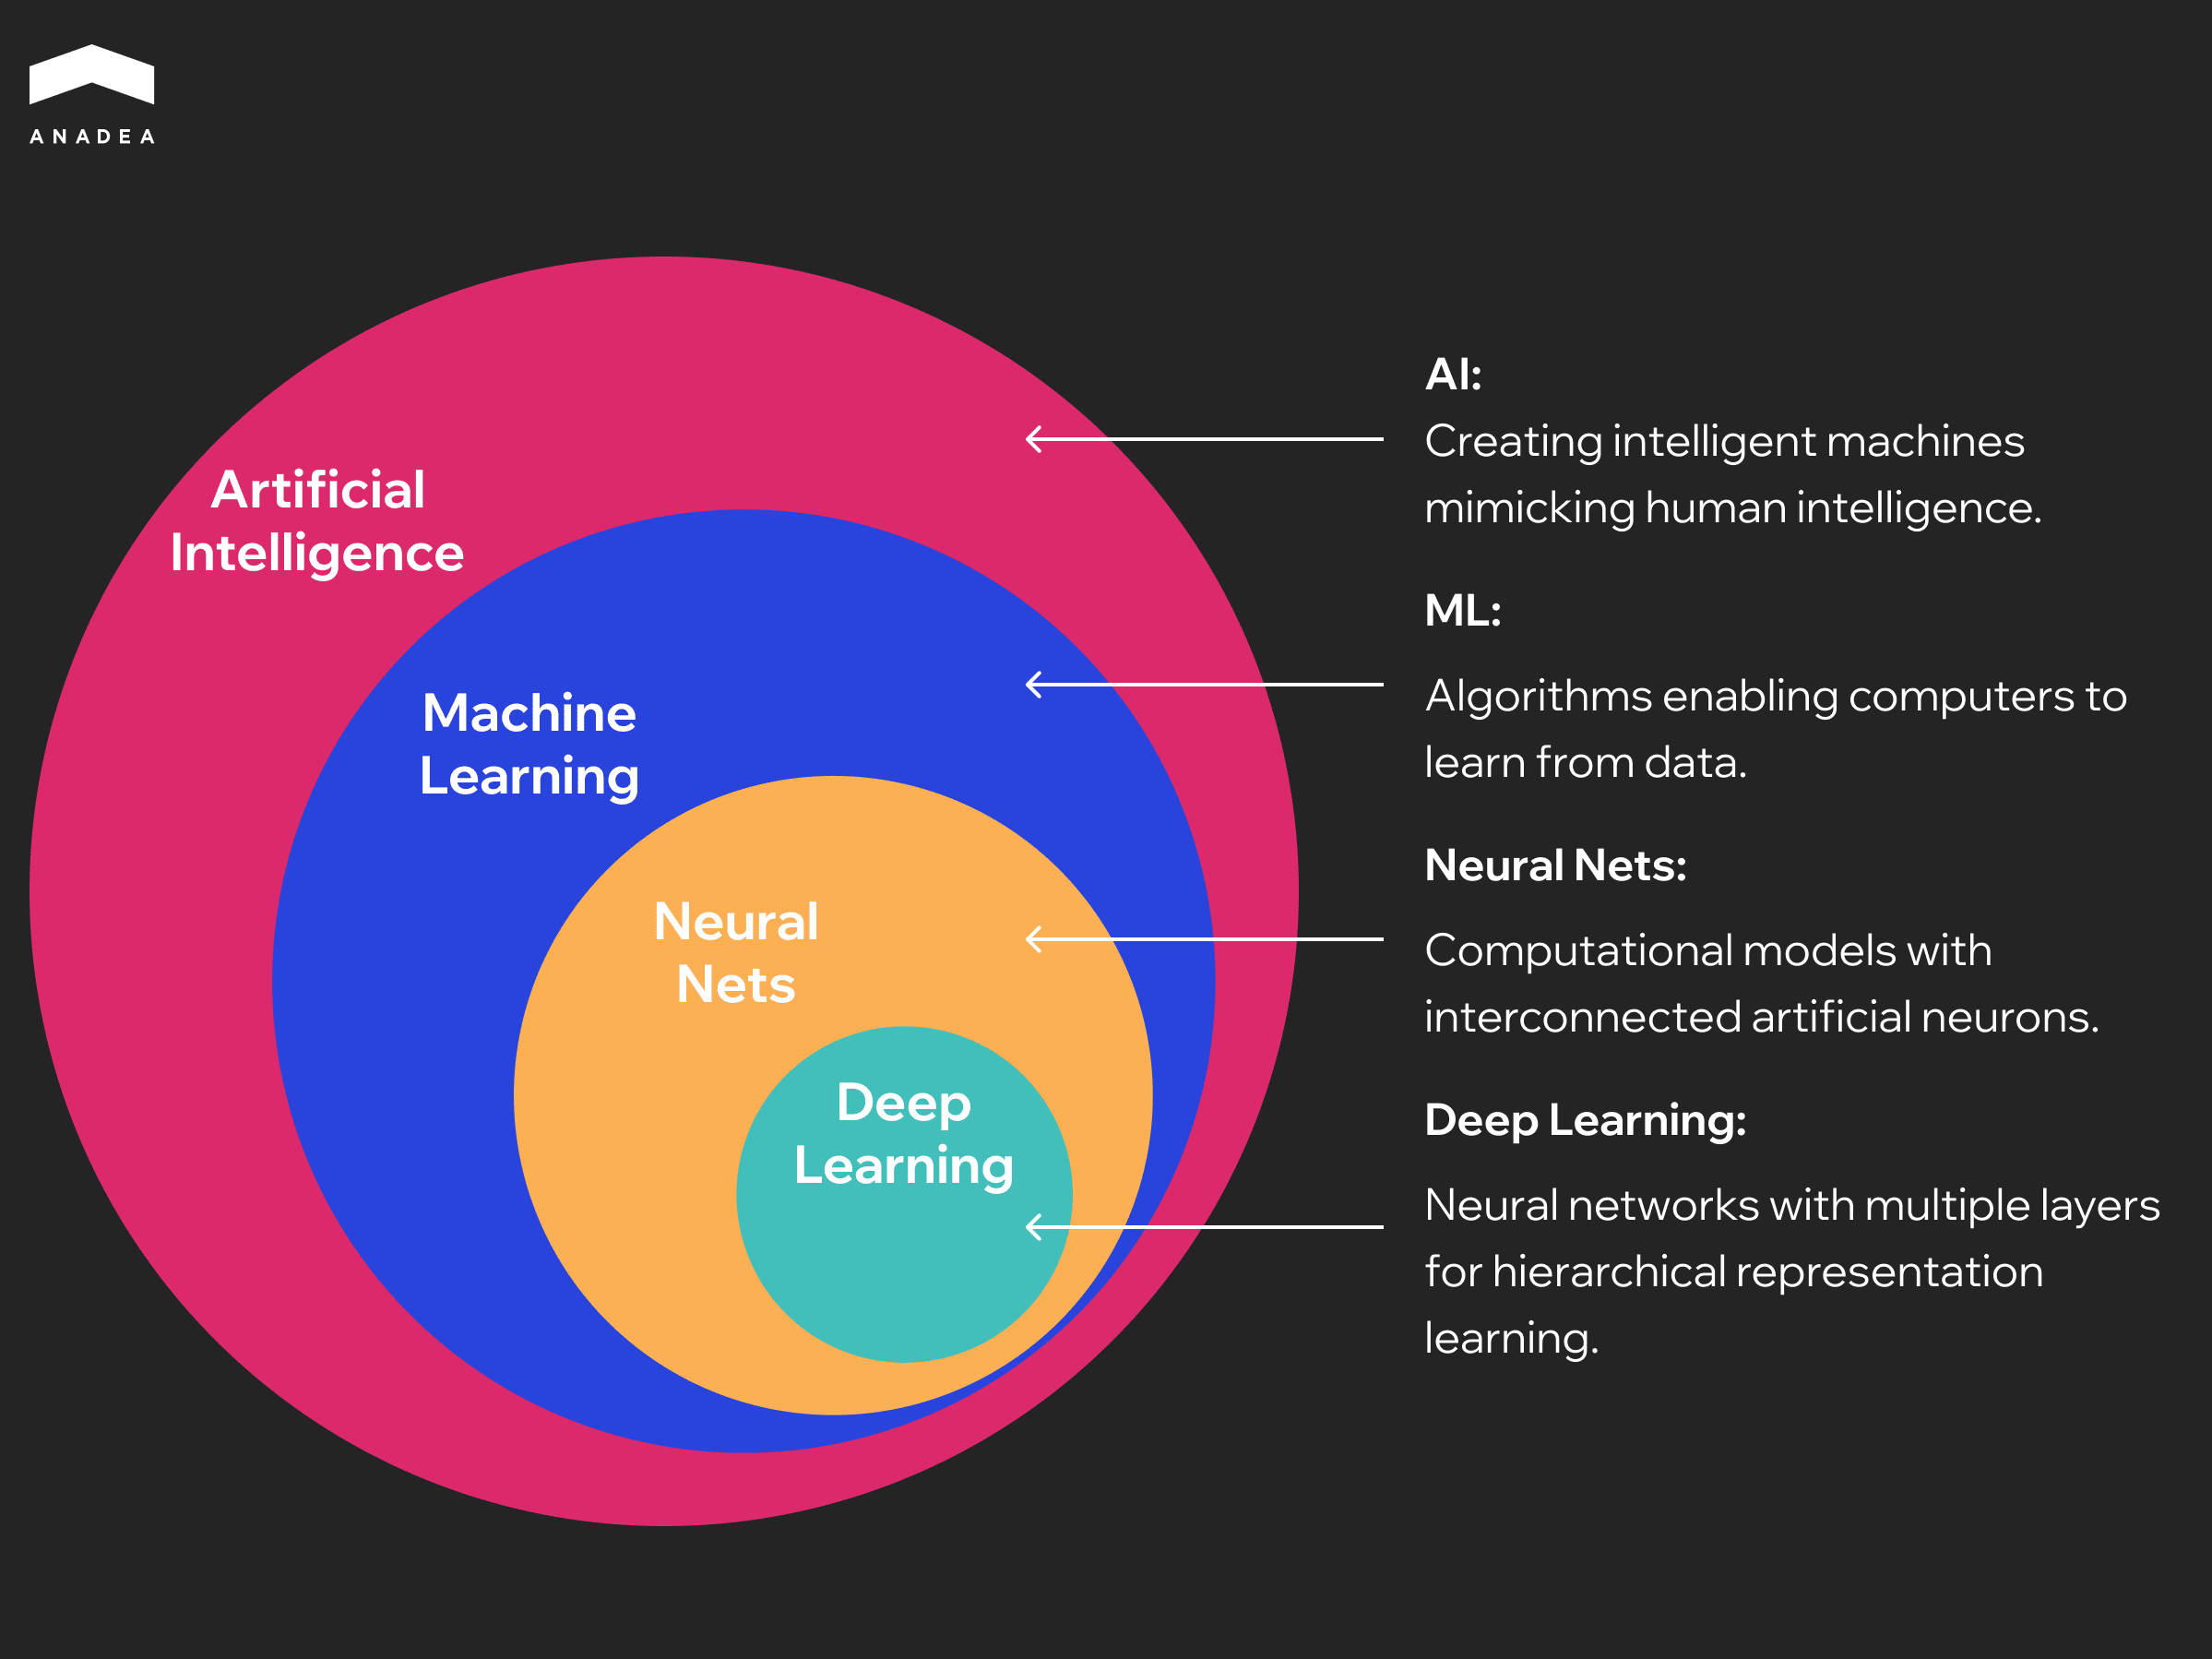 ANADEA
Artificial
Intelligence
Machine
Learning
Neural
Nets
Deep
Learning
AI:
Creating intelligent machines
mimicking human intelligence.
ML:
Algorithms enabling computers to
learn from data.
Neural Nets:
Computational models with
interconnected artificial neurons.
Deep Learning:
Neural networks with multiple layers
for hierarchical representation
learning.